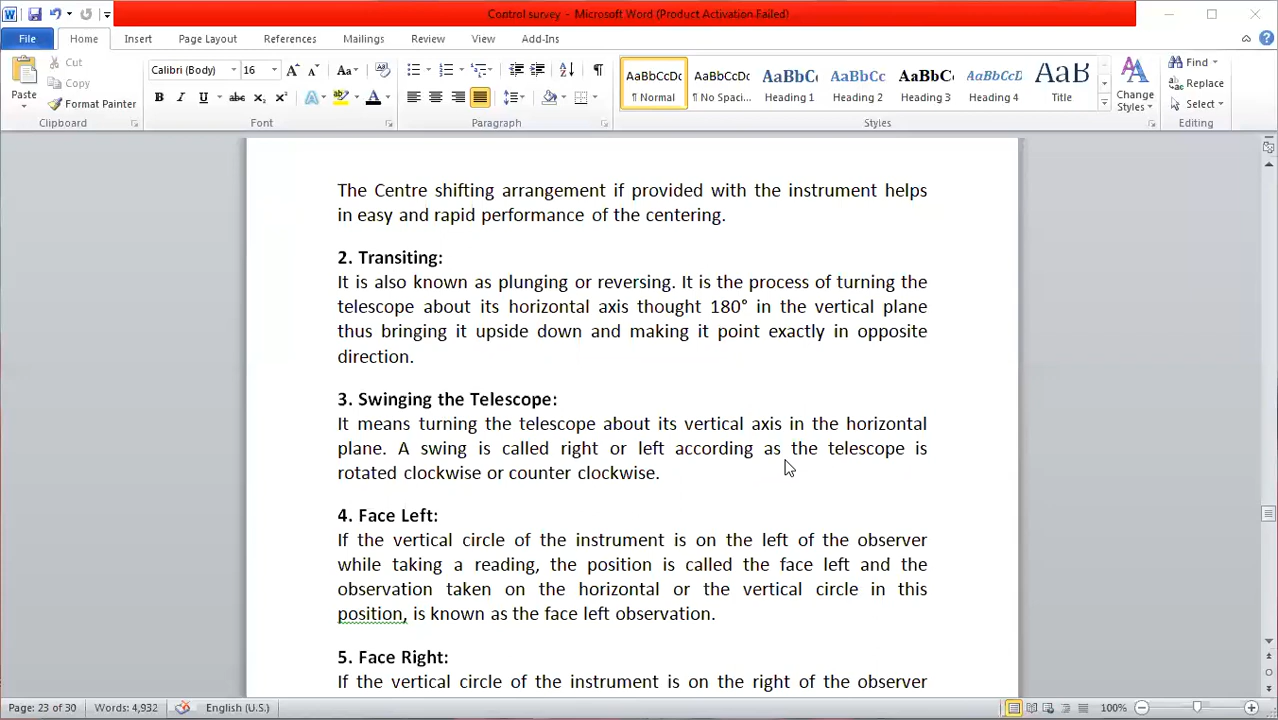 Control survey - Microsoft Word (Product Activation Failed)
File Home Insert Page Layout References Mailings Review View Add-Ins
Paste
Cut
Copy
Format Painter
Clipboard
Calibri (Body) 16
Font
Paragraph
AaBbCcDc AaBbCcDc AaBbC AaBbCc AaBbCc AaBbCcD AaB
¶ Normal ¶ No Spaci... Heading 1 Heading 2 Heading 3 Heading 4 Title
Styles
Change
Styles
Find
Replace
Select
Editing
The Centre shifting arrangement if provided with the instrument helps
in easy and rapid performance of the centering.
2. Transiting:
It is also known as plunging or reversing. It is the process of turning the
telescope about its horizontal axis thought 180° in the vertical plane
thus bringing it upside down and making it point exactly in opposite
direction.
3. Swinging the Telescope:
It means turning the telescope about its vertical axis in the horizontal
plane. A swing is called right or left according as the telescope is
rotated clockwise or counter clockwise.
4. Face Left:
If the vertical circle of the instrument is on the left of the observer
while taking a reading, the position is called the face left and the
observation taken on the horizontal or the vertical circle in this
position, is known as the face left observation.
5. Face Right:
If the vertical circle of the instrument is on the right of the observer
Page: 23 of 30 Words: 4,932 English (U.S.) 100%